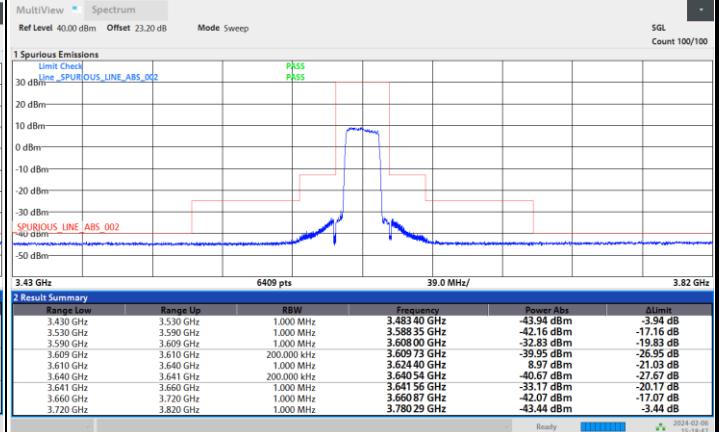 MultiView Spectrum
Ref Level 40.00 dBm Offset 23.20 dB Mode Sweep SGL
Count 100/100
1 Spurious Emissions
Limit Check PASS
Line _SPURIOUS_LINE_ABS_002 PASS
30 dBm
20 dBm
10 dBm
0 dBm
-10 dBm
-20 dBm
-30 dBm
SPURIOUS_LINE_ABS_002
-40 dBm
-50 dBm
3.43 GHz 6409 pts 39.0 MHz/ 3.82 GHz
2 Result Summary
Range Low Range Up RBW Frequency Power Abs ΔLimit
3.430 GHz 3.530 GHz 1.000 MHz 3.483 40 GHz -43.94 dBm -3.94 dB
3.530 GHz 3.590 GHz 1.000 MHz 3.588 35 GHz -42.16 dBm -17.16 dB
3.590 GHz 3.609 GHz 1.000 MHz 3.608 00 GHz -32.83 dBm -19.83 dB
3.609 GHz 3.610 GHz 200.000 kHz 3.609 73 GHz -39.95 dBm -26.95 dB
3.610 GHz 3.640 GHz 1.000 MHz 3.624 40 GHz 8.97 dBm -21.03 dB
3.640 GHz 3.641 GHz 200.000 kHz 3.640 54 GHz -40.67 dBm -27.67 dB
3.641 GHz 3.660 GHz 1.000 MHz 3.641 56 GHz -33.17 dBm -20.17 dB
3.660 GHz 3.720 GHz 1.000 MHz 3.660 87 GHz -42.07 dBm -17.07 dB
3.720 GHz 3.820 GHz 1.000 MHz 3.780 29 GHz -43.44 dBm -3.44 dB
Ready 2024-02-06
15:18:47